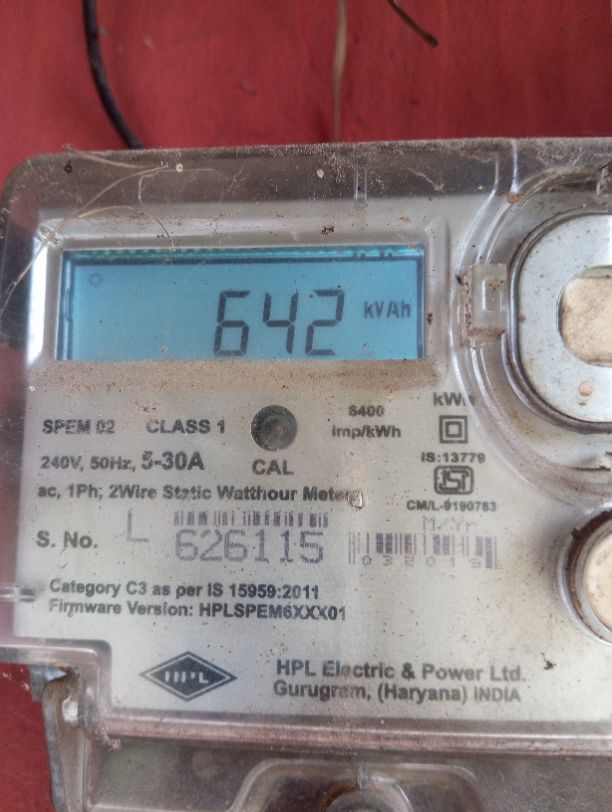 642 kVAh
SPEM 02 CLASS 1
6400
imp/kWh
kWh
240V, 50Hz, 5-30A
CAL
IS:13779
ac, 1Ph; 2Wire Static Watthour Meter
CM/L-9190783
M/Yr
S. No. L 626115
Category C3 as per IS 15959:2011
Firmware Version: HPLSPEM6XXX01
HPL
HPL Electric & Power Ltd.
Gurugram, (Haryana) INDIA